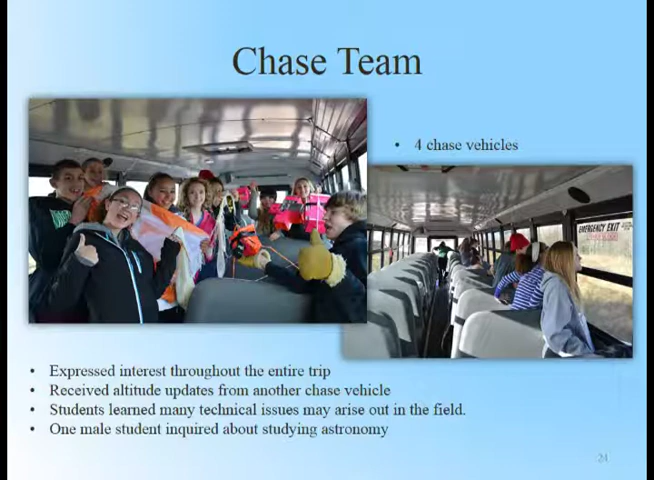 Chase Team
• 4 chase vehicles
EMERGENCY EXIT
• Expressed interest throughout the entire trip
• Received altitude updates from another chase vehicle
• Students learned many technical issues may arise out in the field.
• One male student inquired about studying astronomy
24